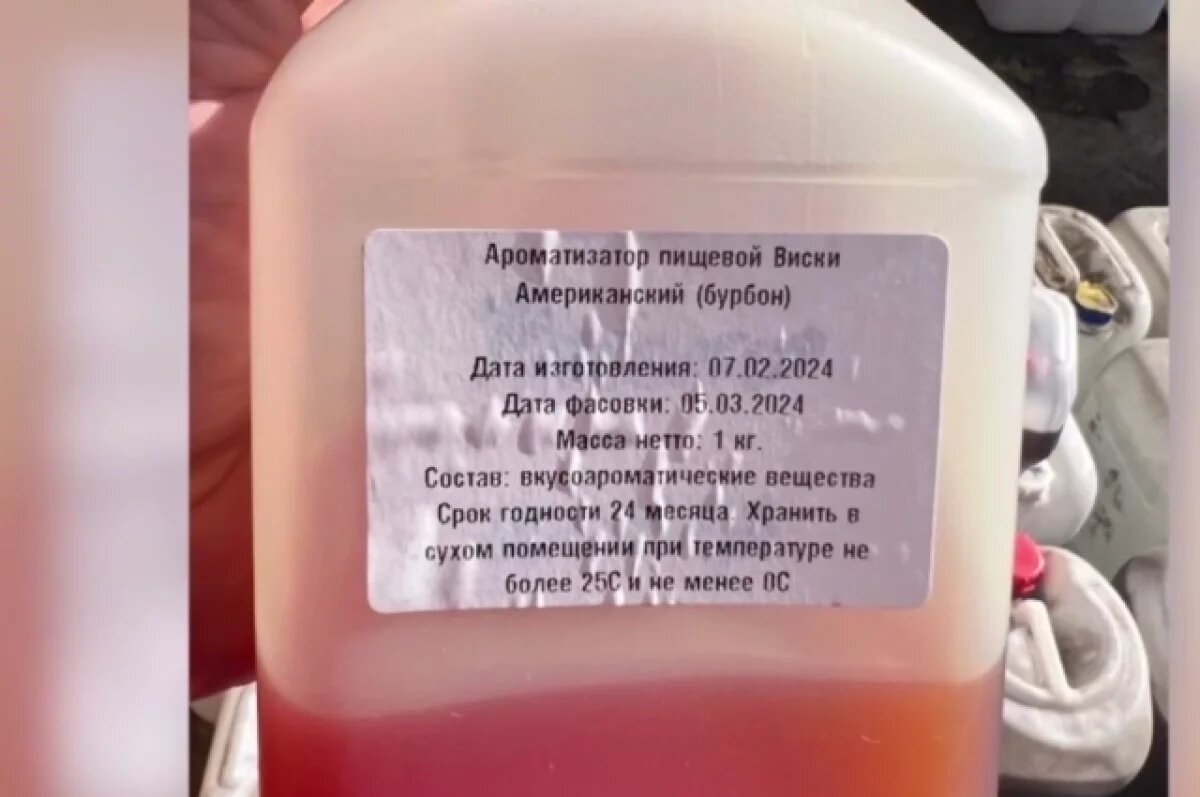 Ароматизатор пищевой Виски
Американский (бурбон)
Дата изготовления: 07.02.2024
Дата фасовки: 05.03.2024
Масса нетто: 1 кг.
Состав: вкусоароматические вещества
Срок годности 24 месяца. Хранить в
сухом помещении при температуре не
более 25С и не менее 0С